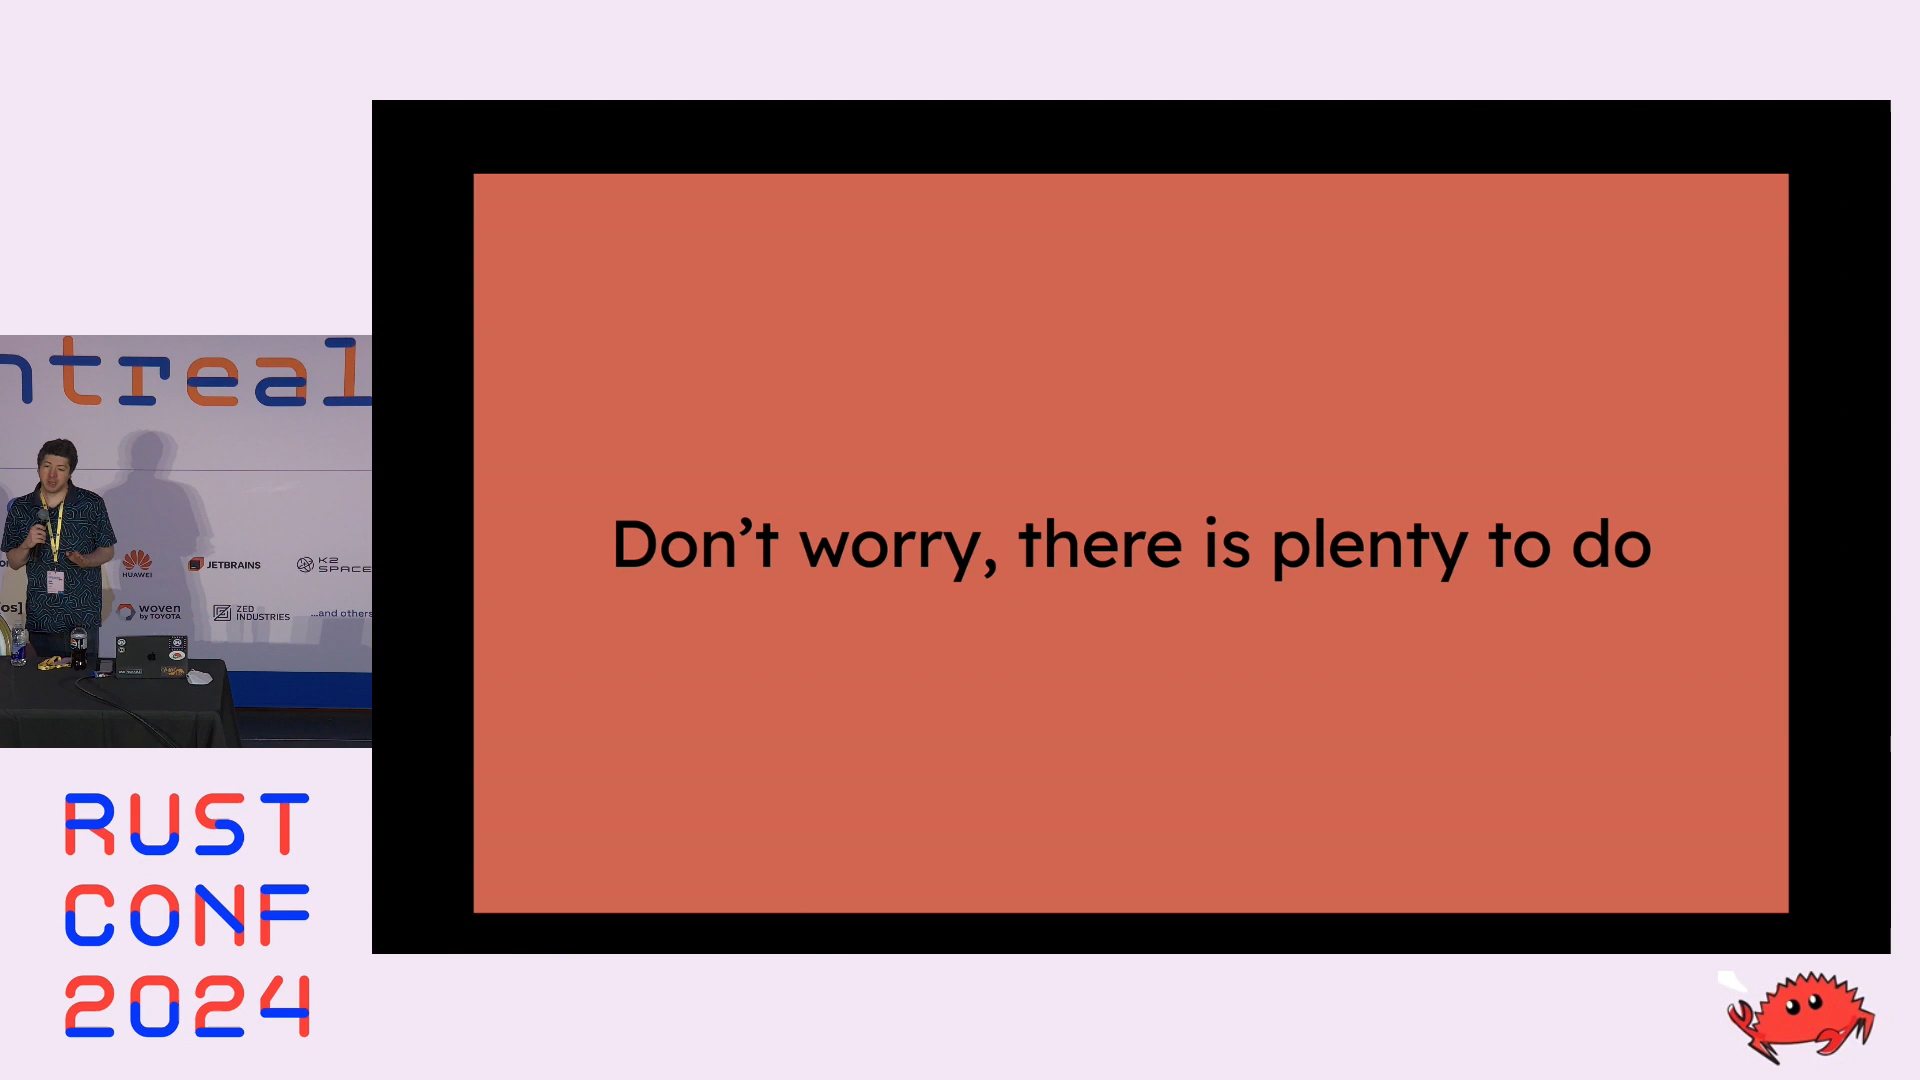 Don’t worry, there is plenty to do
ntreal
HUAWEI
JETBRAINS
K2
SPACE
[os]
woven
by TOYOTA
ZED
INDUSTRIES
...and others
RUST
CONF
2024